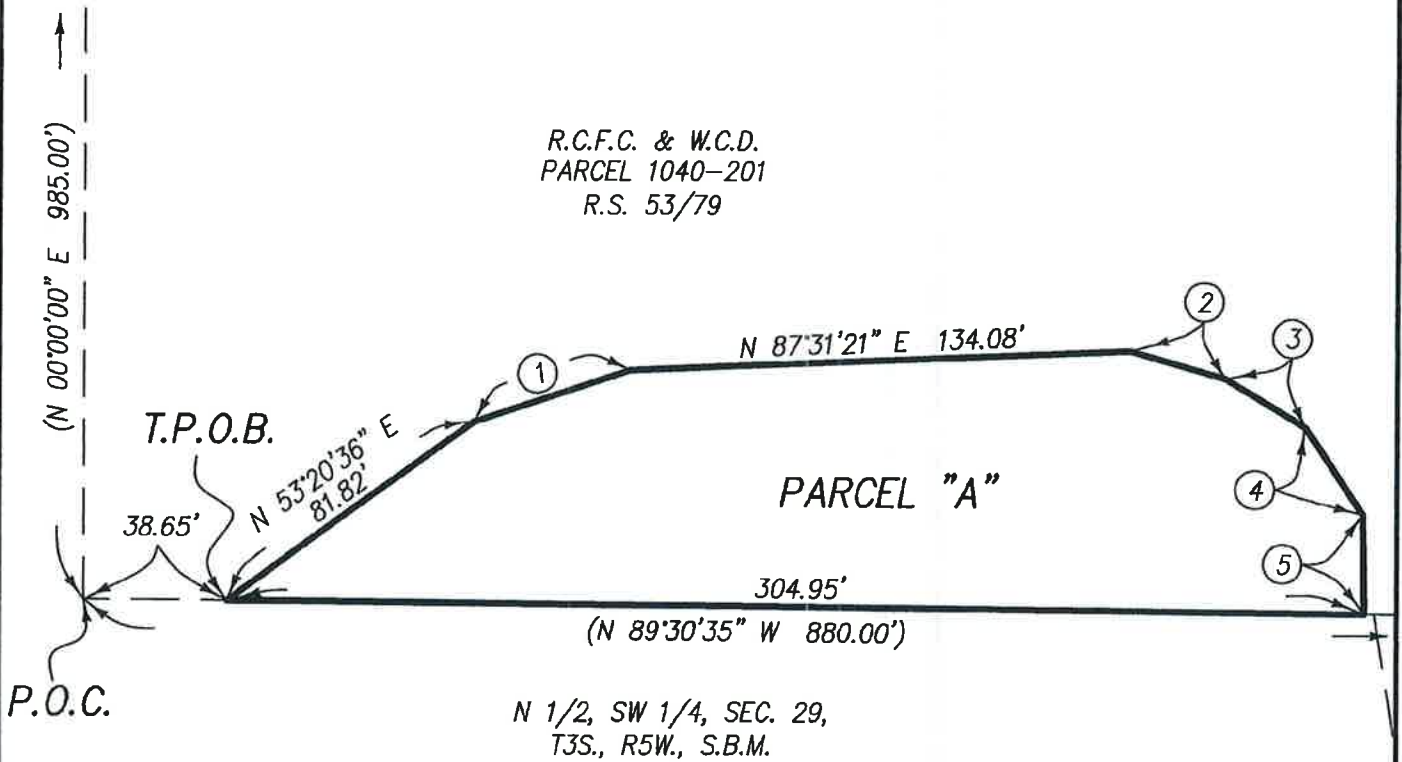 (N 00°00'00" E 985.00')
R.C.F.C. & W.C.D.
PARCEL 1040-201
R.S. 53/79
N 87°31'21" E 134.08'
1
2
3
T.P.O.B.
N 53°20'36" E
81.82'
PARCEL "A"
4
38.65'
5
304.95'
(N 89°30'35" W 880.00')
P.O.C.
N 1/2, SW 1/4, SEC. 29,
T3S., R5W., S.B.M.